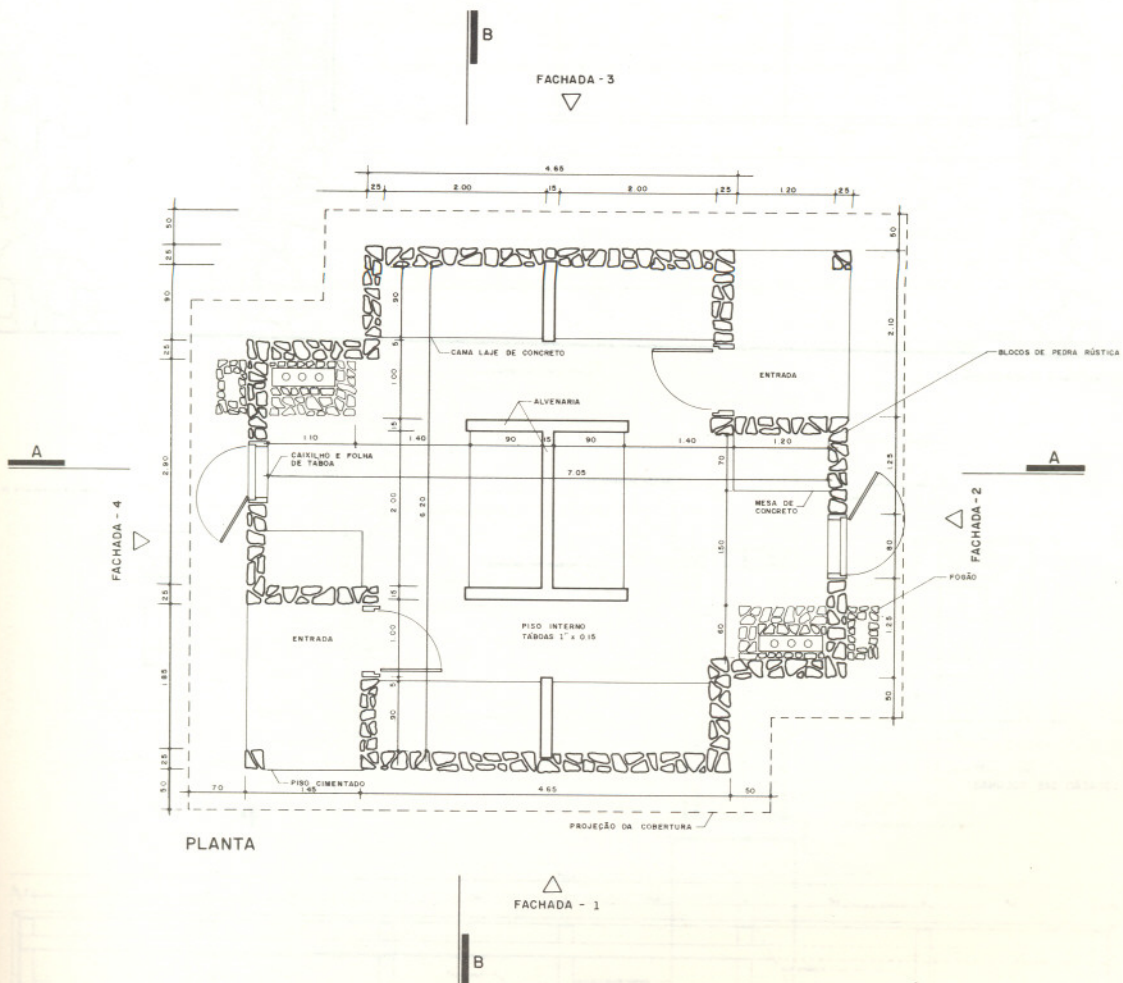 B
FACHADA - 3
4.65
25 2.00 15 2.00 25 1.20 25
50
25
90
25
2.90
25
1.85
25
50
50
2.10
1.25
80
1.25
50
90
5
1.00
15
2.00
15
1.00
5
90
6.20
CAMA LAJE DE CONCRETO
ENTRADA
BLOCOS DE PEDRA RÚSTICA
ALVENARIA
1.10 1.40 90 15 90 1.40 1.20
CAIXILHO E FOLHA
DE TABOA
7.05
70
150
60
MESA DE
CONCRETO
A
A
FACHADA - 4
FACHADA - 2
FOGÃO
ENTRADA
PISO INTERNO
TÁBOAS 1" x 0.15
PISO CIMENTADO
70 1.45 4.65 50
PROJEÇÃO DA COBERTURA
PLANTA
FACHADA - 1
B